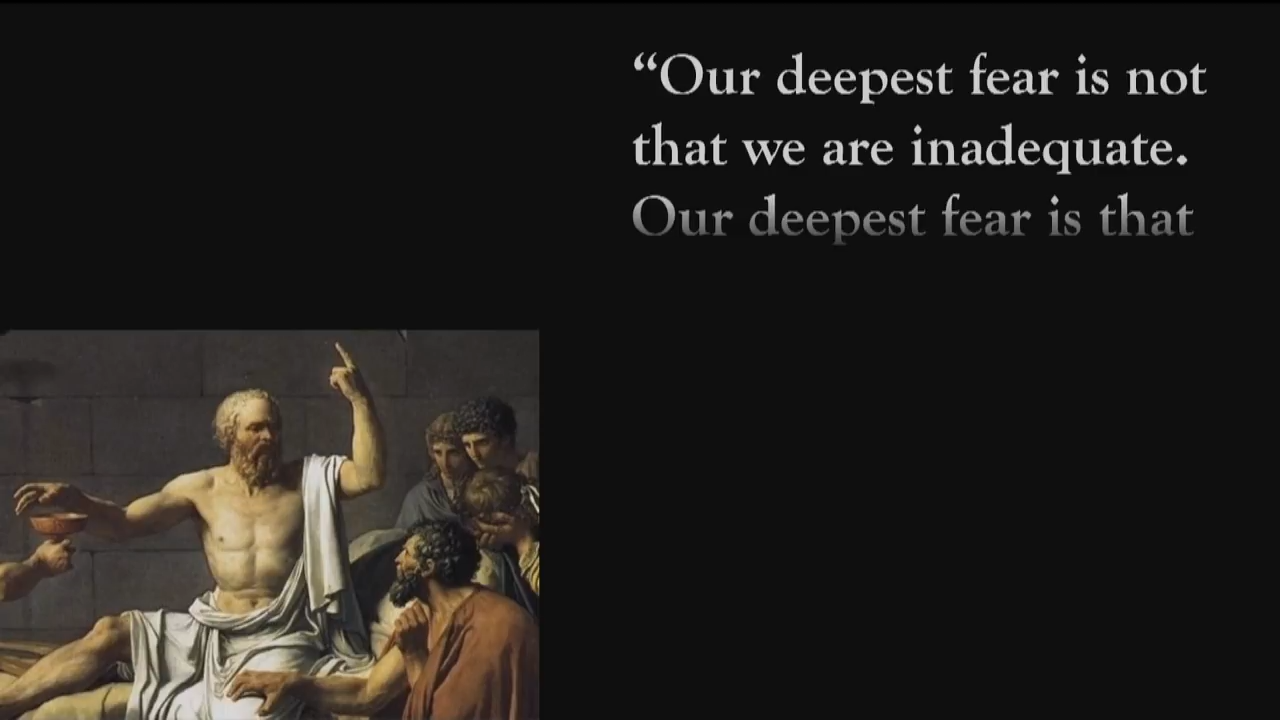 “Our deepest fear is not
that we are inadequate.
Our deepest fear is that